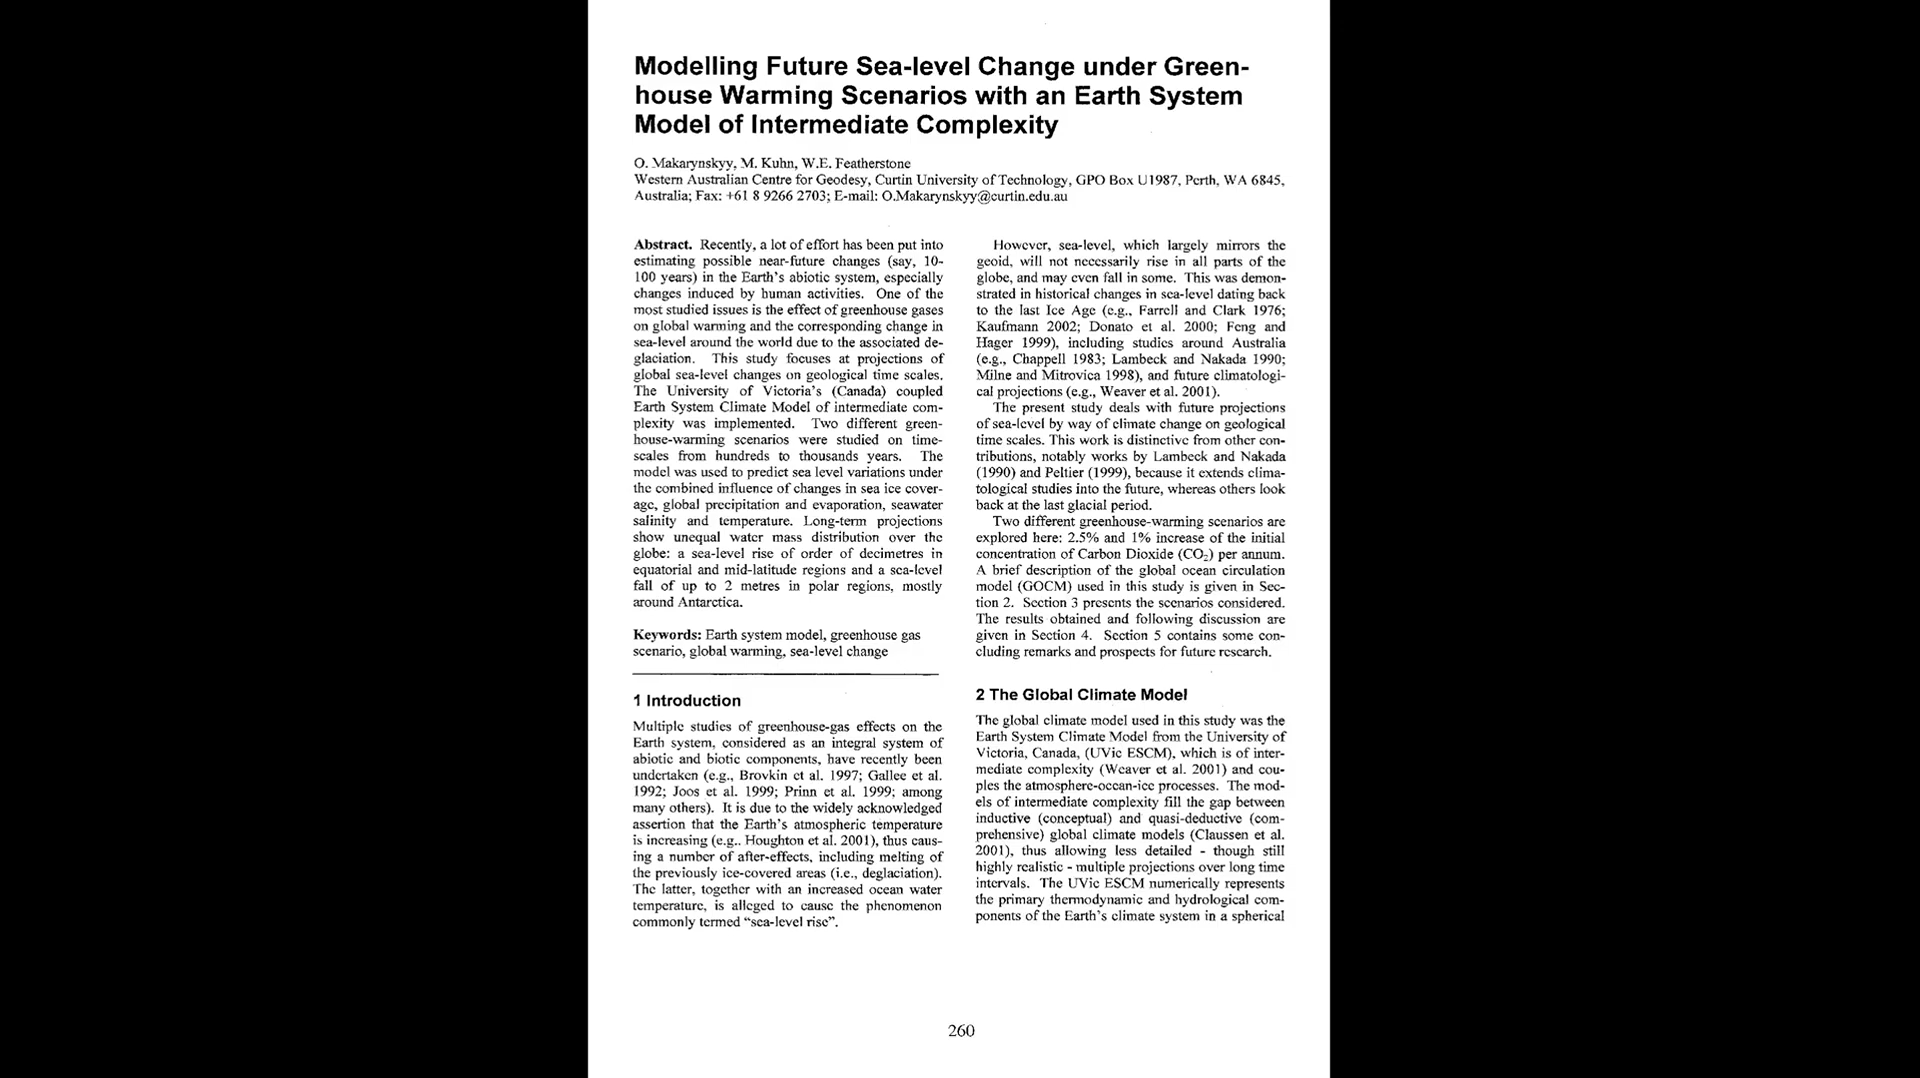 Modelling Future Sea-level Change under Green-
house Warming Scenarios with an Earth System
Model of Intermediate Complexity
O. Makarynskyy, M. Kuhn, W.E. Featherstone
Western Australian Centre for Geodesy, Curtin University of Technology, GPO Box U1987, Perth, WA 6845,
Australia; Fax: +61 8 9266 2703; E-mail: O.Makarynskyy@curtin.edu.au
Abstract. Recently, a lot of effort has been put into
estimating possible near-future changes (say, 10-
100 years) in the Earth's abiotic system, especially
changes induced by human activities. One of the
most studied issues is the effect of greenhouse gases
on global warming and the corresponding change in
sea-level around the world due to the associated de-
glaciation. This study focuses at projections of
global sea-level changes on geological time scales.
The University of Victoria's (Canada) coupled
Earth System Climate Model of intermediate com-
plexity was implemented. Two different green-
house-warming scenarios were studied on time-
scales from hundreds to thousands years. The
model was used to predict sea level variations under
the combined influence of changes in sea ice cover-
age, global precipitation and evaporation, seawater
salinity and temperature. Long-term projections
show unequal water mass distribution over the
globe: a sea-level rise of order of decimetres in
equatorial and mid-latitude regions and a sea-level
fall of up to 2 metres in polar regions, mostly
around Antarctica.
Keywords: Earth system model, greenhouse gas
scenario, global warming, sea-level change
1 Introduction
Multiple studies of greenhouse-gas effects on the
Earth system, considered as an integral system of
abiotic and biotic components, have recently been
undertaken (e.g., Brovkin et al. 1997; Gallee et al.
1992; Joos et al. 1999; Prinn et al. 1999; among
many others). It is due to the widely acknowledged
assertion that the Earth's atmospheric temperature
is increasing (e.g.. Houghton et al. 2001), thus caus-
ing a number of after-effects, including melting of
the previously ice-covered areas (i.e., deglaciation).
The latter, together with an increased ocean water
temperature, is alleged to cause the phenomenon
commonly termed “sea-level rise”.
However, sea-level, which largely mirrors the
geoid, will not necessarily rise in all parts of the
globe, and may even fall in some. This was demon-
strated in historical changes in sea-level dating back
to the last Ice Age (e.g., Farrell and Clark 1976;
Kaufmann 2002; Donato et al. 2000; Feng and
Hager 1999), including studies around Australia
(e.g., Chappell 1983; Lambeck and Nakada 1990;
Milne and Mitrovica 1998), and future climatologi-
cal projections (e.g., Weaver et al. 2001).
The present study deals with future projections
of sea-level by way of climate change on geological
time scales. This work is distinctive from other con-
tributions, notably works by Lambeck and Nakada
(1990) and Peltier (1999), because it extends clima-
tological studies into the future, whereas others look
back at the last glacial period.
Two different greenhouse-warming scenarios are
explored here: 2.5% and 1% increase of the initial
concentration of Carbon Dioxide (CO₂) per annum.
A brief description of the global ocean circulation
model (GOCM) used in this study is given in Sec-
tion 2. Section 3 presents the scenarios considered.
The results obtained and following discussion are
given in Section 4. Section 5 contains some con-
cluding remarks and prospects for future research.
2 The Global Climate Model
The global climate model used in this study was the
Earth System Climate Model from the University of
Victoria, Canada, (UVic ESCM), which is of inter-
mediate complexity (Weaver et al. 2001) and cou-
ples the atmosphere-ocean-ice processes. The mod-
els of intermediate complexity fill the gap between
inductive (conceptual) and quasi-deductive (com-
prehensive) global climate models (Claussen et al.
2001), thus allowing less detailed - though still
highly realistic - multiple projections over long time
intervals. The UVic ESCM numerically represents
the primary thermodynamic and hydrological com-
ponents of the Earth's climate system in a spherical
260